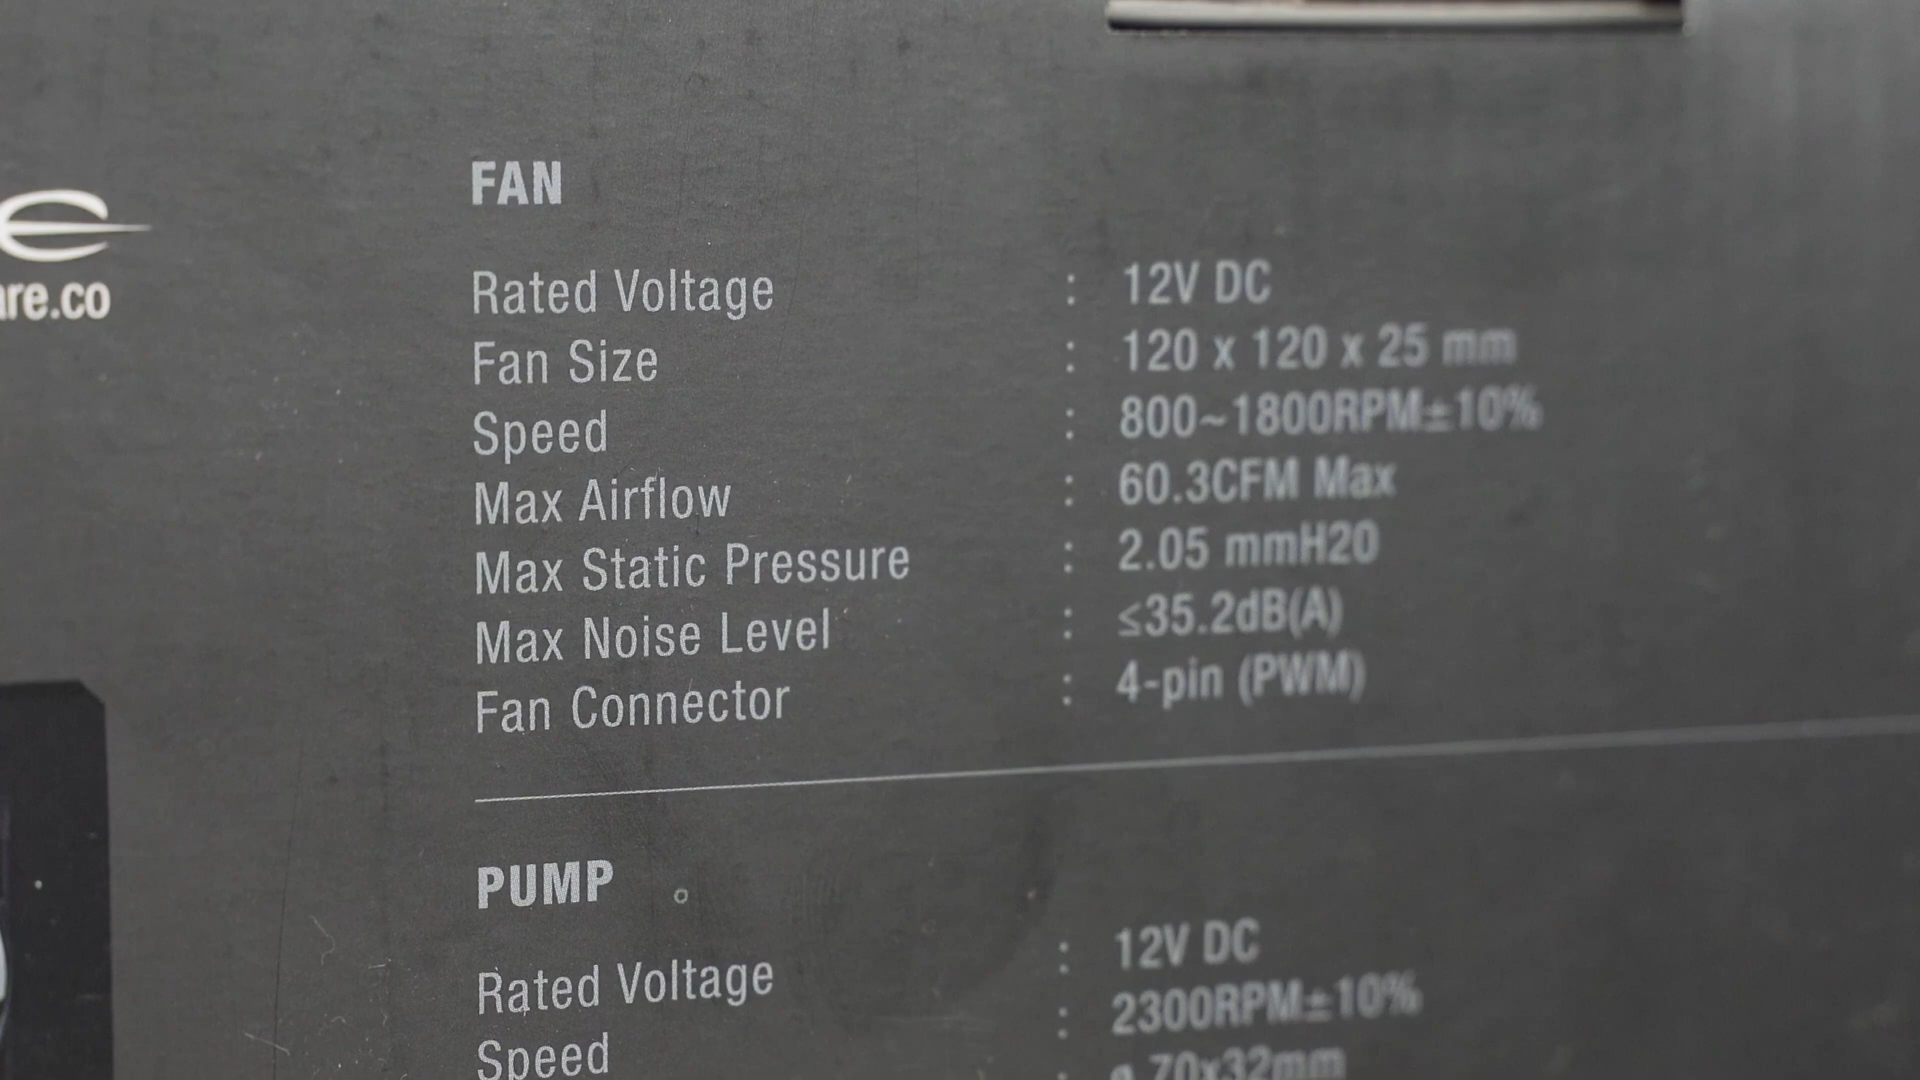 are.co
FAN
Rated Voltage : 12V DC
Fan Size : 120 x 120 x 25 mm
Speed : 800~1800RPM±10%
Max Airflow : 60.3CFM Max
Max Static Pressure : 2.05 mmH20
Max Noise Level : ≤35.2dB(A)
Fan Connector : 4-pin (PWM)
PUMP
Rated Voltage : 12V DC
Speed : 2300RPM±10%
: ø 70x32mm